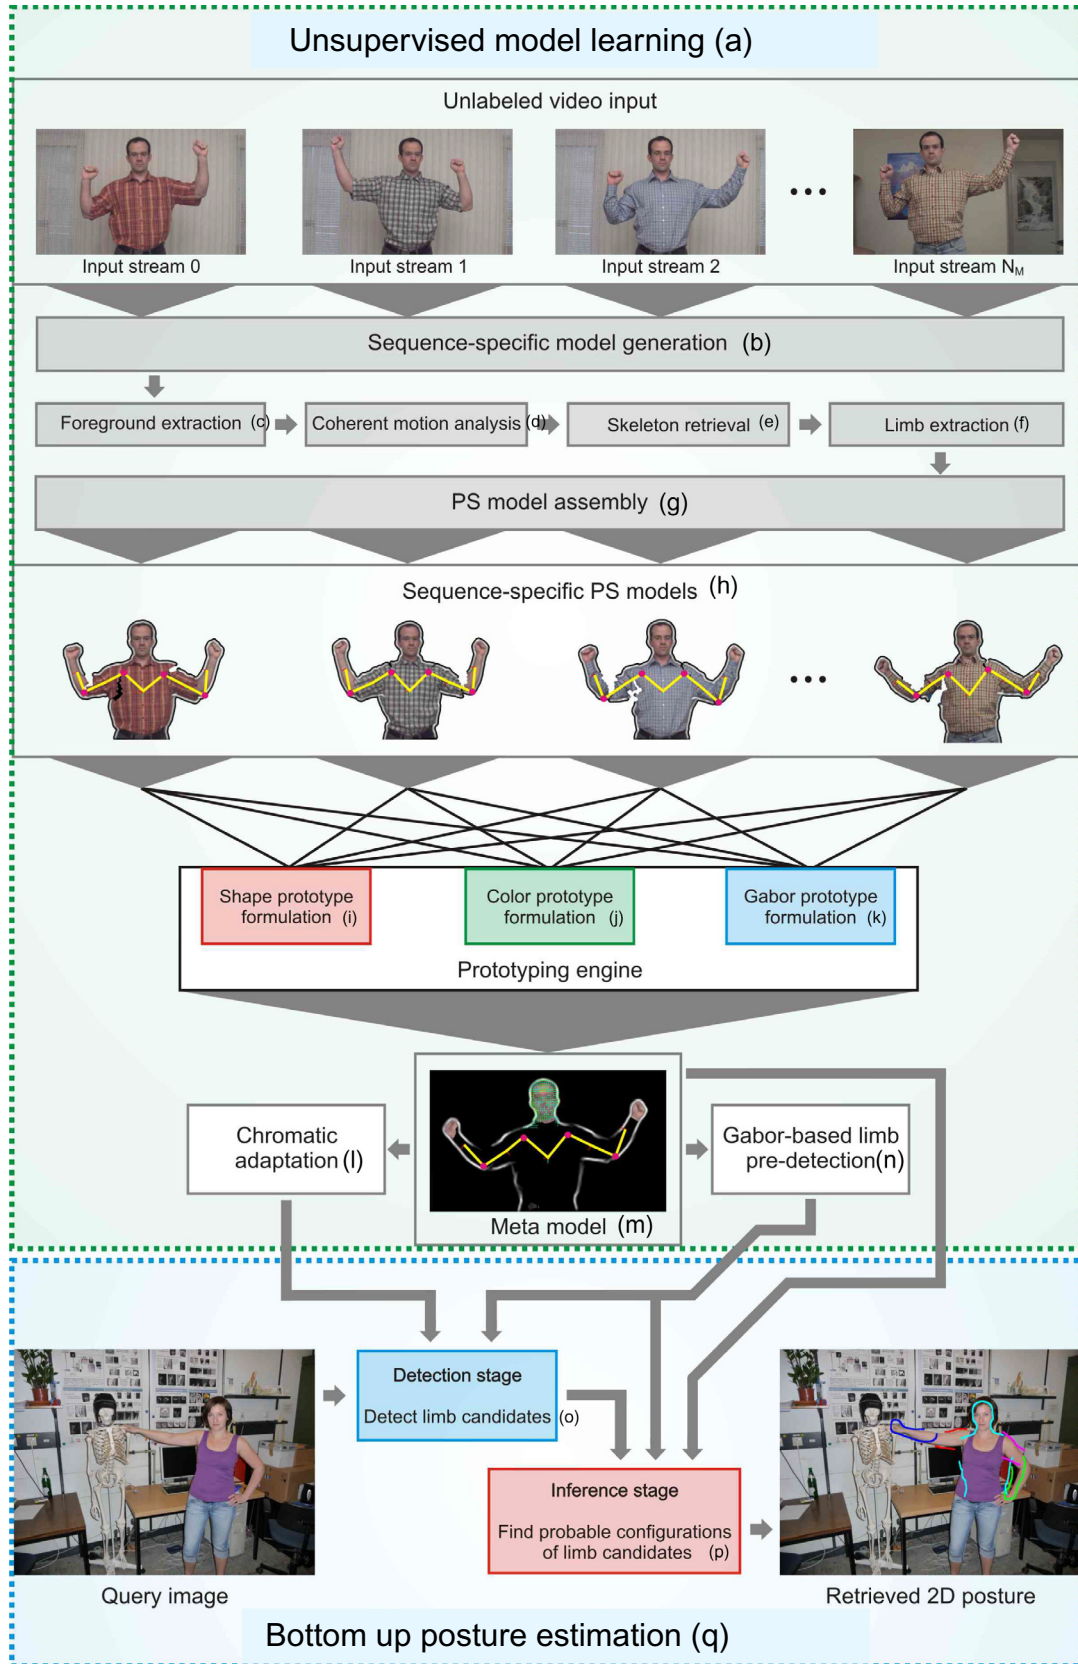 Unsupervised model learning (a)
Unlabeled video input
Input stream 0
Input stream 1
Input stream 2
Input stream N_M
Sequence-specific model generation (b)
Foreground extraction (c)
Coherent motion analysis (d)
Skeleton retrieval (e)
Limb extraction (f)
PS model assembly (g)
Sequence-specific PS models (h)
Shape prototype
formulation (i)
Color prototype
formulation (j)
Gabor prototype
formulation (k)
Prototyping engine
Chromatic
adaptation (l)
Meta model (m)
Gabor-based limb
pre-detection(n)
Detection stage
Detect limb candidates (o)
Inference stage
Find probable configurations
of limb candidates (p)
Query image
Retrieved 2D posture
Bottom up posture estimation (q)